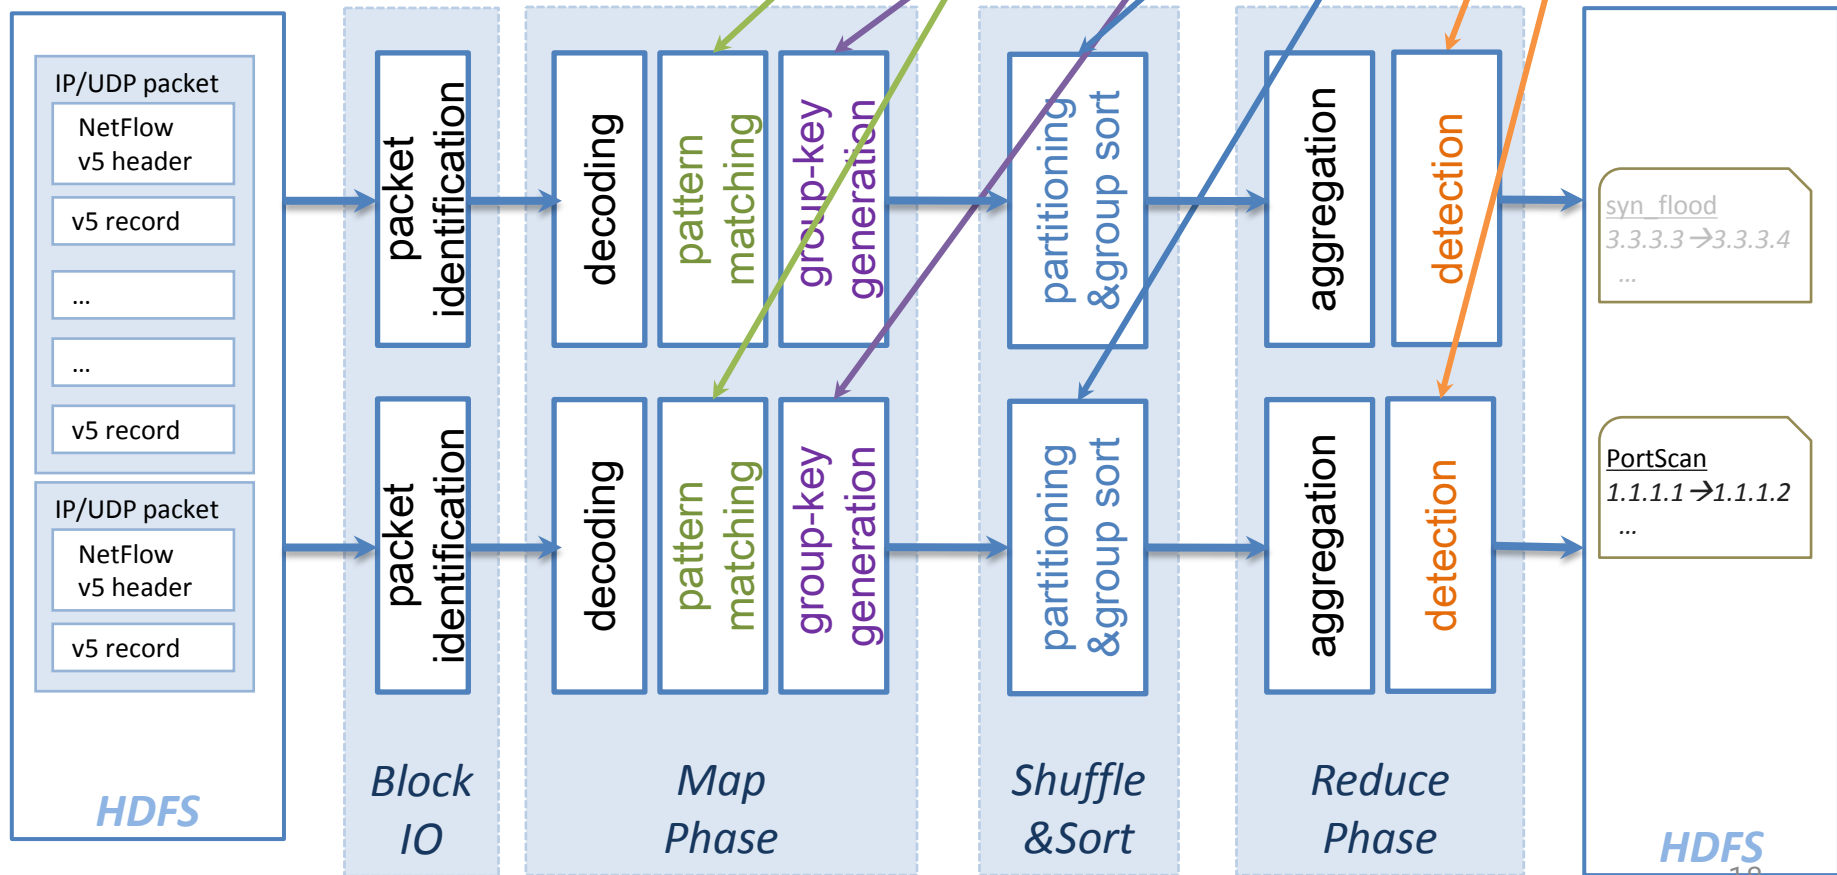 IP/UDP packet
NetFlow
v5 header
v5 record
...
...
v5 record
IP/UDP packet
NetFlow
v5 header
v5 record
HDFS
packet
identification
packet
identification
Block
IO
decoding
pattern
matching
group-key
generation
decoding
pattern
matching
group-key
generation
Map
Phase
partitioning
&group sort
partitioning
&group sort
Shuffle
&Sort
aggregation
detection
aggregation
detection
Reduce
Phase
syn_flood
3.3.3.3→3.3.3.4
...
PortScan
1.1.1.1→1.1.1.2
...
HDFS
18